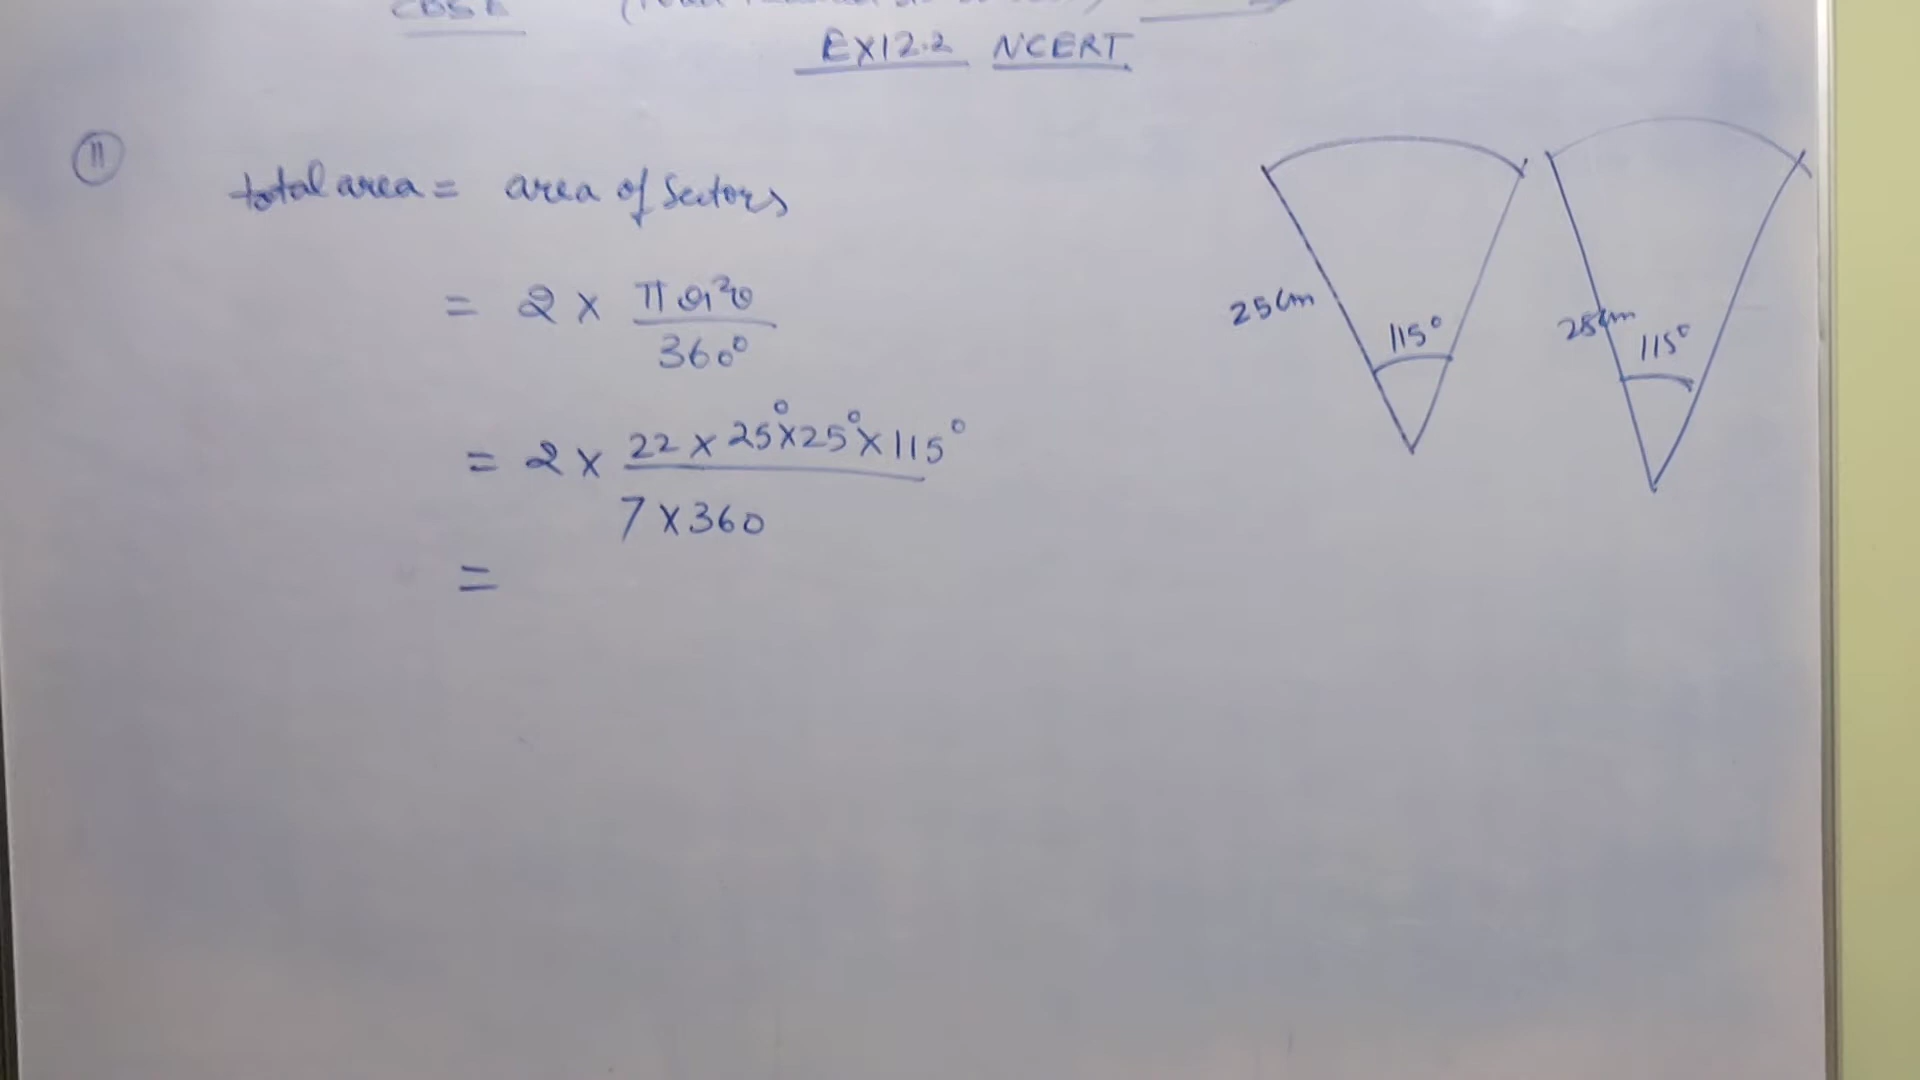 EX12.2 NCERT
11
total area = area of Sectors
= 2 × πr²θ/360°
= 2 × 22 × 25° × 25° × 115°/7 × 360
=
25cm 115°
25cm 115°